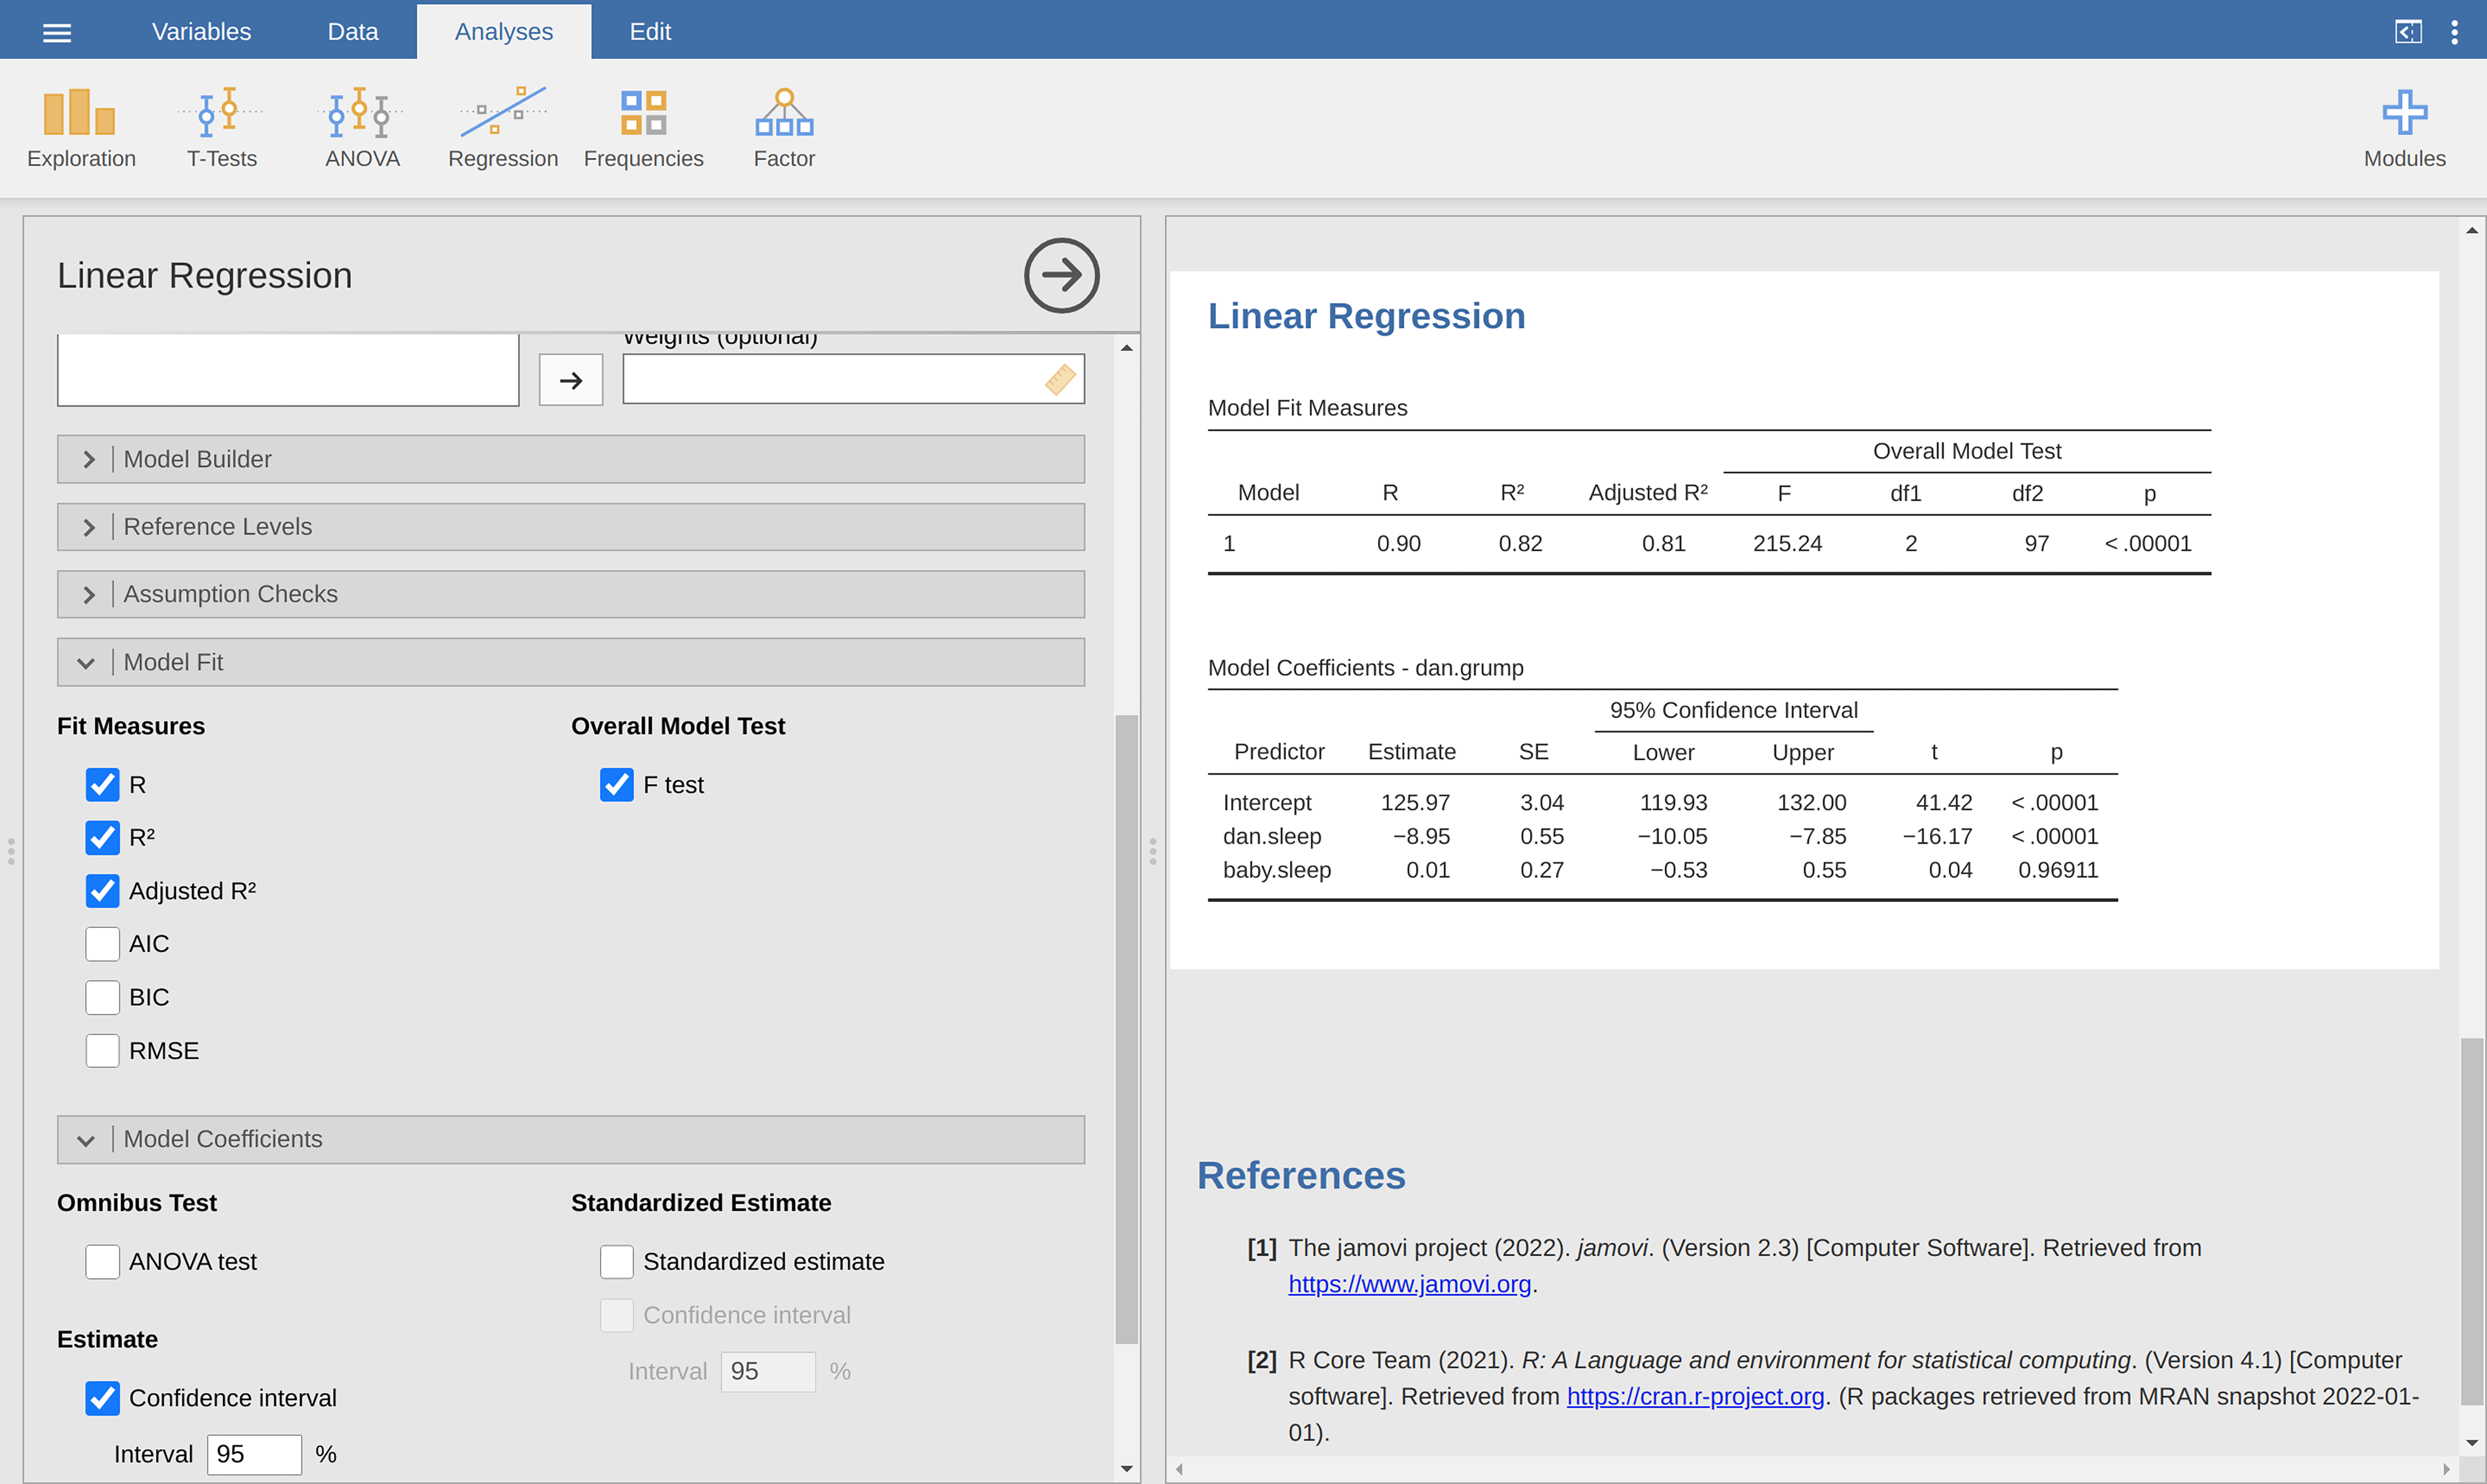 Variables Data Analyses Edit
Exploration T-Tests ANOVA Regression Frequencies Factor Modules
Linear Regression
Weights (optional)
Model Builder
Reference Levels
Assumption Checks
Model Fit
Fit Measures Overall Model Test
R F test
R²
Adjusted R²
AIC
BIC
RMSE
Model Coefficients
Omnibus Test Standardized Estimate
ANOVA test Standardized estimate
Confidence interval
Estimate
Interval 95 %
Confidence interval
Interval 95 %
Linear Regression
Model Fit Measures
Overall Model Test
Model R R² Adjusted R² F df1 df2 p
1 0.90 0.82 0.81 215.24 2 97 < .00001
Model Coefficients - dan.grump
95% Confidence Interval
Predictor Estimate SE Lower Upper t p
Intercept 125.97 3.04 119.93 132.00 41.42 < .00001
dan.sleep −8.95 0.55 −10.05 −7.85 −16.17 < .00001
baby.sleep 0.01 0.27 −0.53 0.55 0.04 0.96911
References
[1] The jamovi project (2022). jamovi. (Version 2.3) [Computer Software]. Retrieved from
https://www.jamovi.org.
[2] R Core Team (2021). R: A Language and environment for statistical computing. (Version 4.1) [Computer
software]. Retrieved from https://cran.r-project.org. (R packages retrieved from MRAN snapshot 2022-01-
01).